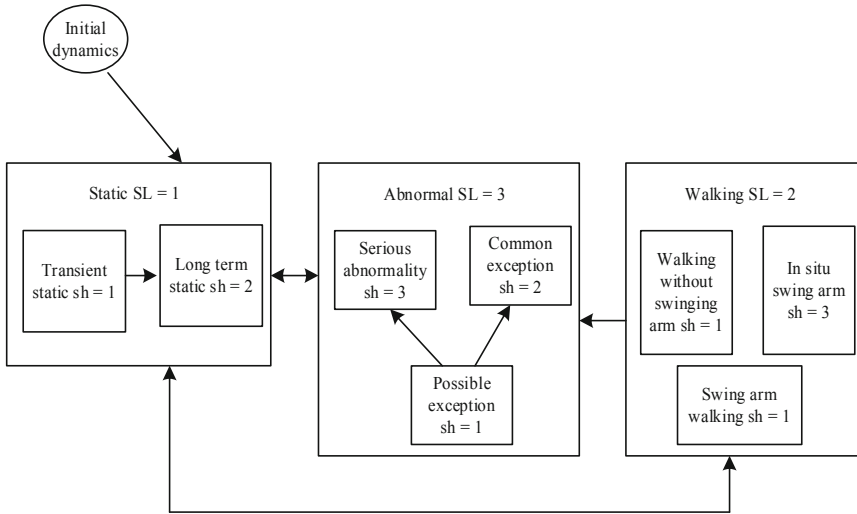 Initial
dynamics
Static SL = 1
Transient
static sh = 1
Long term
static sh = 2
Abnormal SL = 3
Serious
abnormality
sh = 3
Common
exception
sh = 2
Possible
exception
sh = 1
Walking SL = 2
Walking
without
swinging
arm sh = 1
In situ
swing arm
sh = 3
Swing arm
walking sh = 1